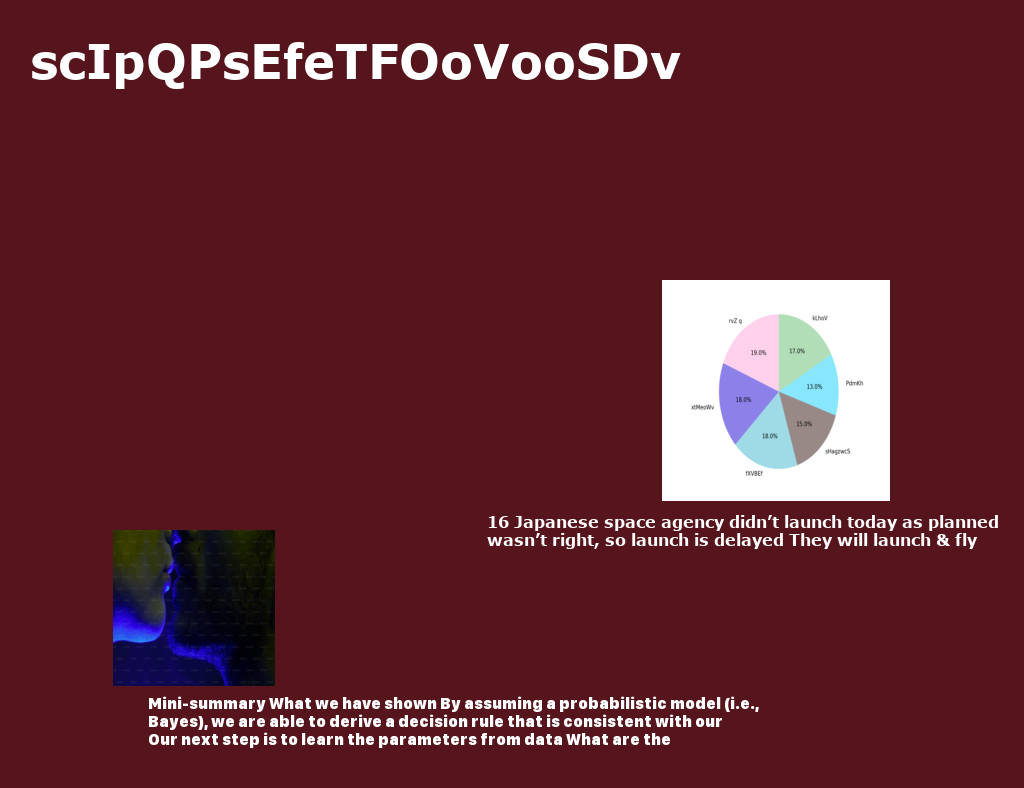 scIpQPsEfeTFOoVooSDv
rvZ q
kLhoV
19.0%
17.0%
PdmKh
13.0%
18.0%
xtMeoWv
15.0%
18.0%
sHagzwcS
fXVBEf
16 Japanese space agency didn’t launch today as planned
wasn’t right, so launch is delayed They will launch & fly
Mini-summary What we have shown By assuming a probabilistic model (i.e.,
Bayes), we are able to derive a decision rule that is consistent with our
Our next step is to learn the parameters from data What are the